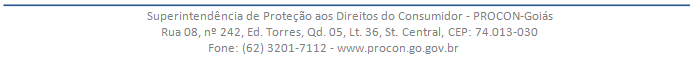 Superintendência de Proteção aos Direitos do Consumidor - PROCON-Goiás
Rua 08, nº 242, Ed. Torres, Qd. 05, Lt. 36, St. Central, CEP: 74.013-030
Fone: (62) 3201-7112 - www.procon.go.gov.br